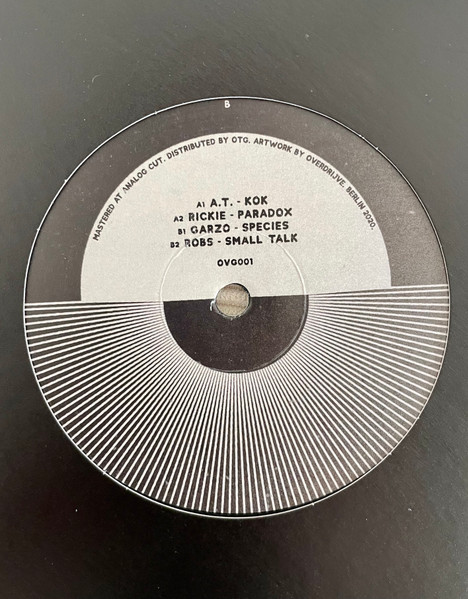 B
MASTERED AT ANALOG CUT. DISTRIBUTED BY OTG. ARTWORK BY OVERDRIJVE. BERLIN 2020.
A1 A.T. - KOK
A2 RICKIE - PARADOX
B1 GARZO - SPECIES
B2 ROBS - SMALL TALK
OVG001